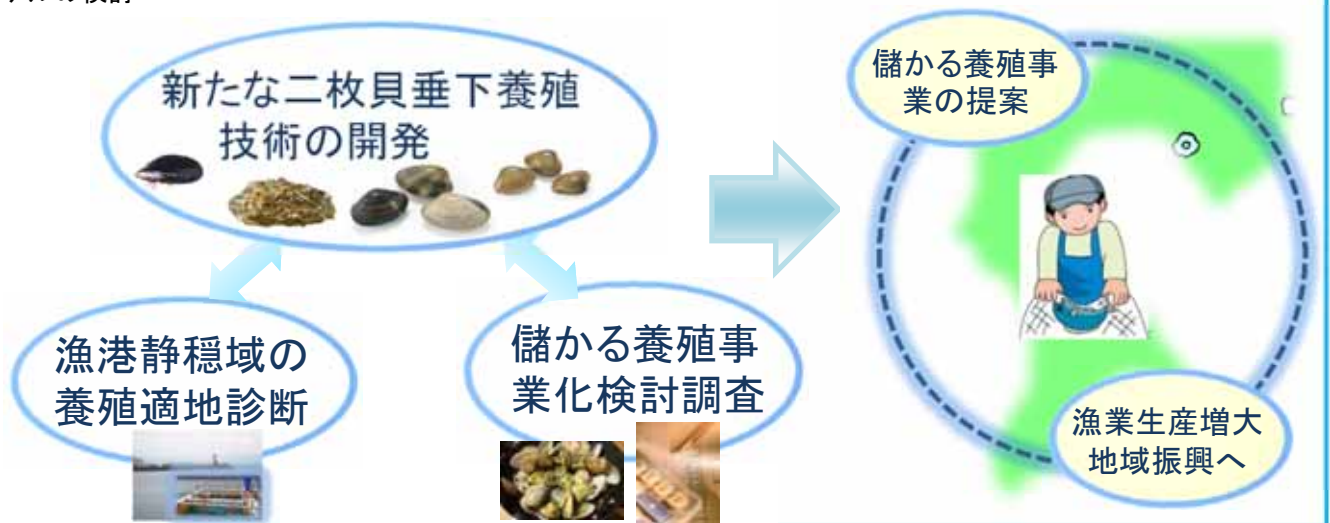 新たな二枚貝垂下養殖
技術の開発
漁港静穏域の
養殖適地診断
儲かる養殖事
業化検討調査
儲かる養殖事
業の提案
漁業生産増大
地域振興へ